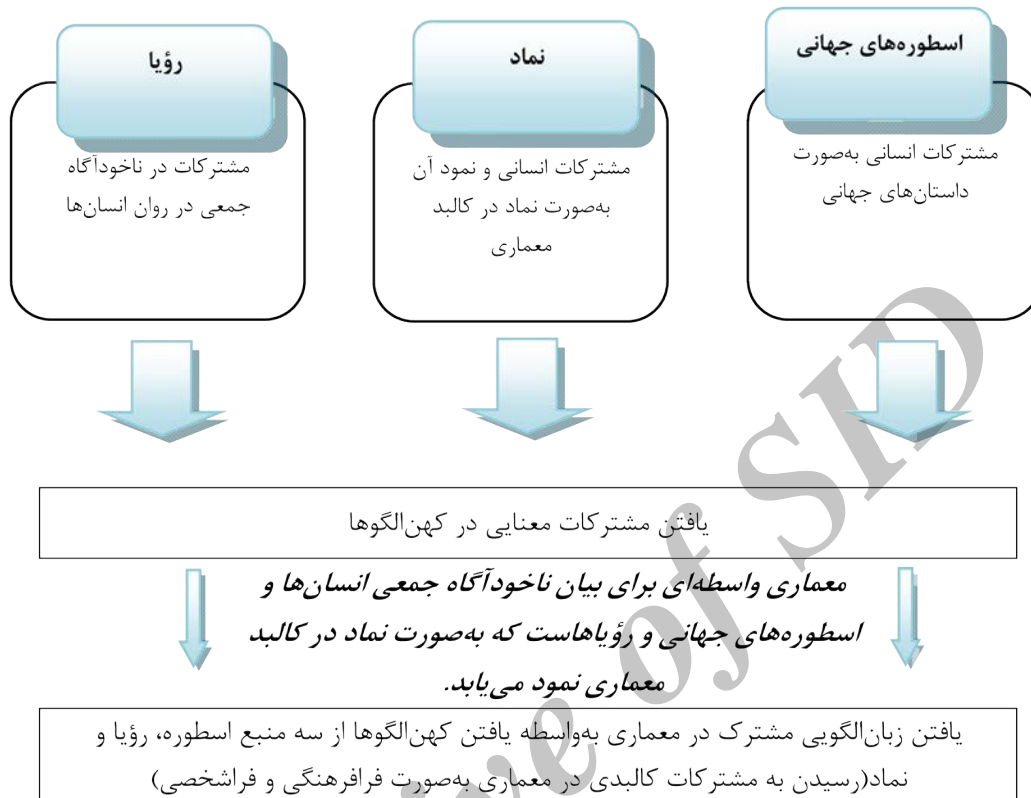 اسطوره‌های جهانی
مشترکات انسانی به‌صورت
داستان‌های جهانی
نماد
مشترکات انسانی و نمود آن
به‌صورت نماد در کالبد
معماری
رؤیا
مشترکات در ناخودآگاه
جمعی در روان انسان‌ها
یافتن مشترکات معنایی در کهن‌الگوها
معماری واسطه‌ای برای بیان ناخودآگاه جمعی انسان‌ها و
اسطوره‌های جهانی و رؤیاهاست که به‌صورت نماد در کالبد
معماری نمود می‌یابد.
یافتن زبان‌الگویی مشترک در معماری به‌واسطه یافتن کهن‌الگوها از سه منبع اسطوره، رؤیا و
نماد(رسیدن به مشترکات کالبدی در معماری به‌صورت فرافرهنگی و فراشخصی)
ive of SID